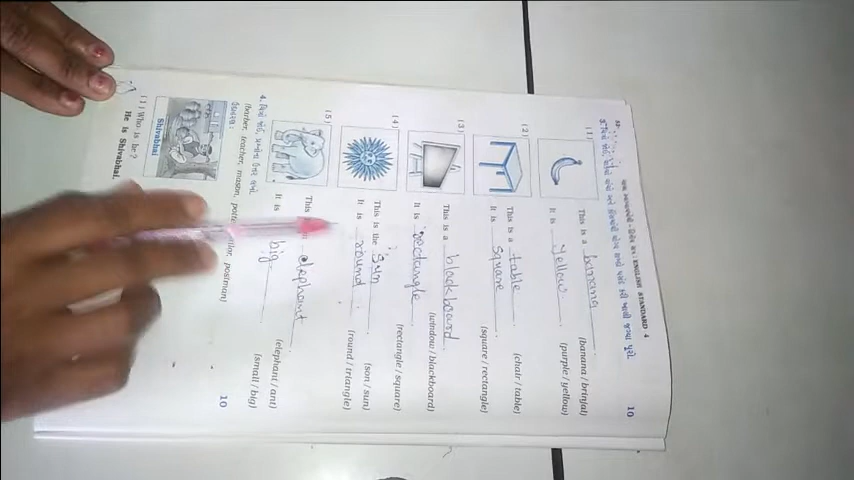 ENGLISH STANDARD 4
10
(1) This is a banana. (banana / brinjal)
It is yellow. (purple / yellow)
(2) This is a table. (chair / table)
It is square. (square / rectangle)
(3) This is a blackboard. (window / blackboard)
It is rectangle. (rectangle / square)
(4) This is the sun. (son / sun)
It is round. (round / triangle)
(5) This elephant. (elephant / ant)
It is big. (small / big)
10
(barber, teacher, mason, postman)
Shivabhai
(1) Who is he?
He is Shivabhai.